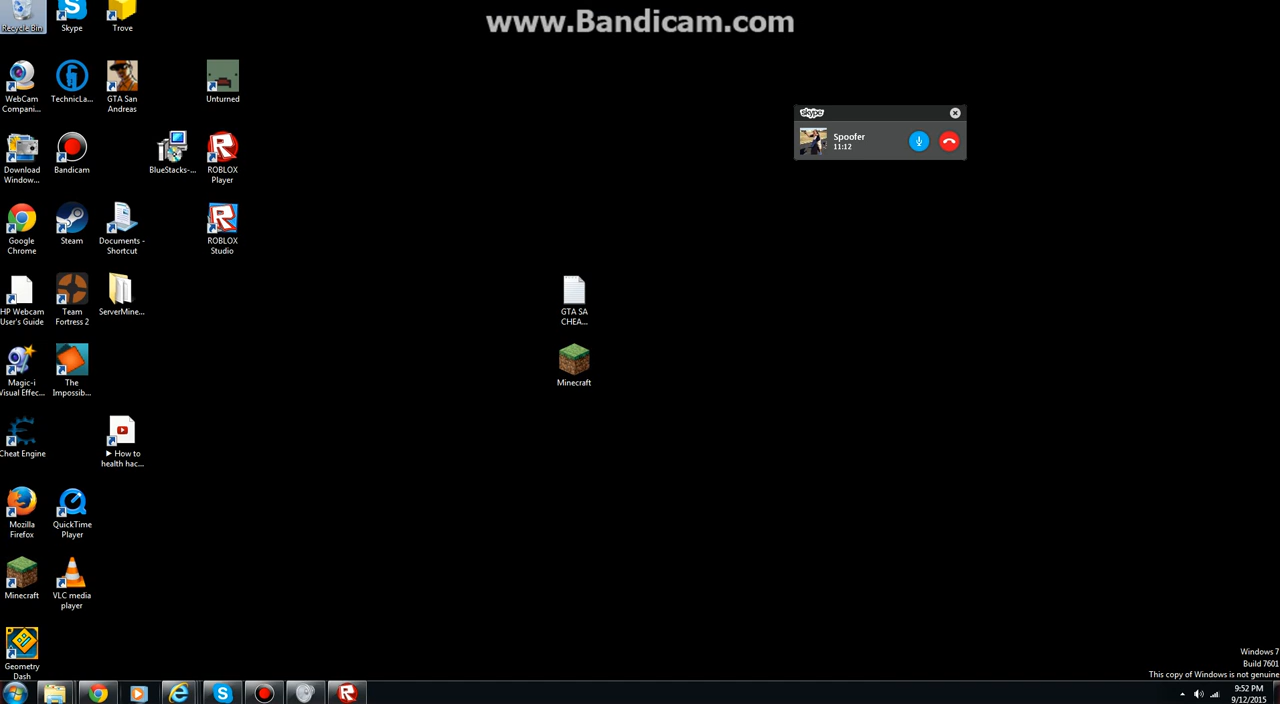 www.Bandicam.com
Recycle Bin
Skype
Trove
WebCam
Compani...
TechnicLa...
GTA San
Andreas
Unturned
skype
Spoofer
11:12
Download
Window...
Bandicam
BlueStacks-...
ROBLOX
Player
Google
Chrome
Steam
Documents -
Shortcut
ROBLOX
Studio
HP Webcam
User's Guide
Team
Fortress 2
ServerMine...
GTA SA
CHEA...
Magic-i
Visual Effec...
The
Impossib...
Minecraft
Cheat Engine
► How to
health hac...
Mozilla
Firefox
QuickTime
Player
Minecraft
VLC media
player
Geometry
Dash
Windows 7
Build 7601
This copy of Windows is not genuine
9:52 PM
9/12/2015